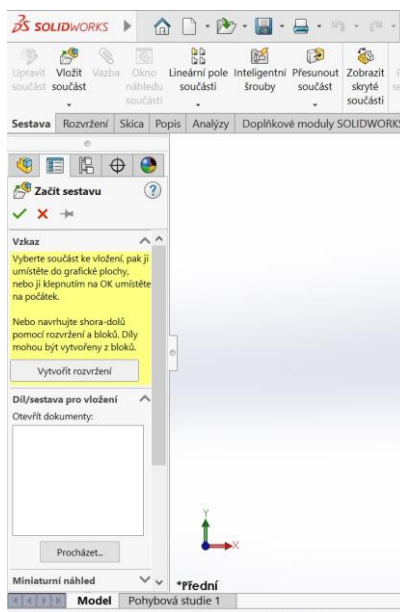 SOLIDWORKS
Upravit součást
Vložit součást
Vazba
Okno náhledu součásti
Lineární pole součásti
Inteligentní šrouby
Přesunout součást
Zobrazit skryté součásti
Sestava
Rozvržení
Skica
Popis
Analýzy
Doplňkové moduly SOLIDWORKS
Začít sestavu
Vzkaz
Vyberte součást ke vložení, pak ji
umístěte do grafické plochy,
nebo ji klepnutím na OK umístěte
na počátek.
Nebo navrhujte shora-dolů
pomocí rozvržení a bloků. Díly
mohou být vytvořeny z bloků.
Vytvořit rozvržení
Díl/sestava pro vložení
Otevřít dokumenty:
Procházet...
Miniaturní náhled
Y
X
*Přední
Model
Pohybová studie 1